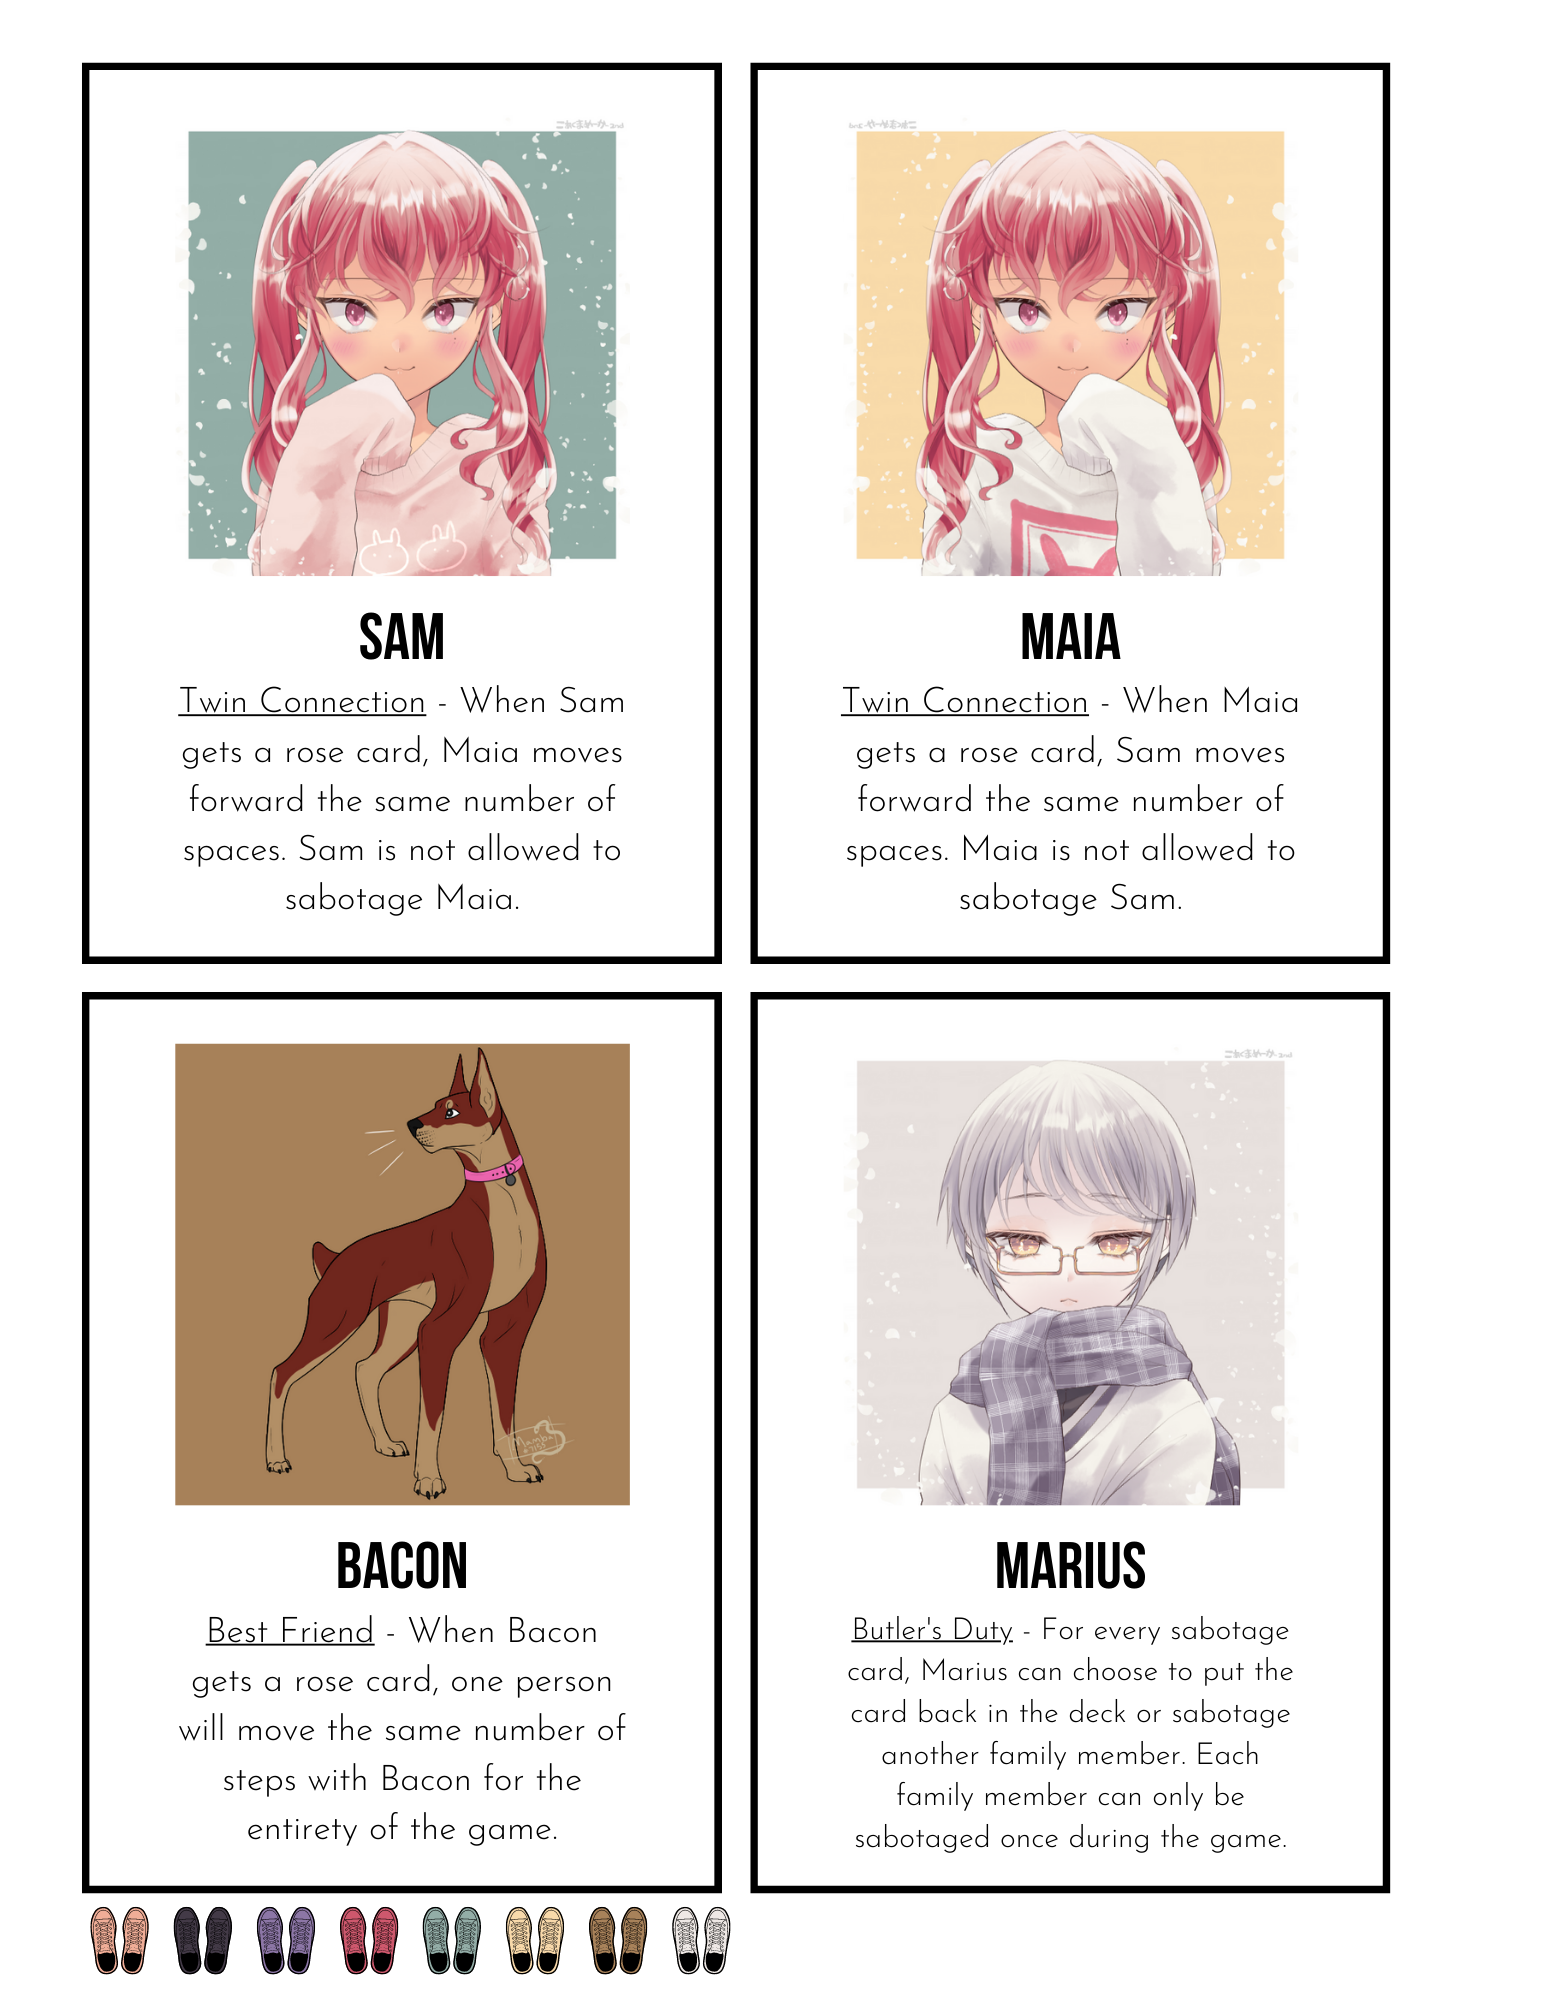 SAM
Twin Connection - When Sam
gets a rose card, Maia moves
forward the same number of
spaces. Sam is not allowed to
sabotage Maia.
MAIA
Twin Connection - When Maia
gets a rose card, Sam moves
forward the same number of
spaces. Maia is not allowed to
sabotage Sam.
BACON
Best Friend - When Bacon
gets a rose card, one person
will move the same number of
steps with Bacon for the
entirety of the game.
MARIUS
Butler's Duty - For every sabotage
card, Marius can choose to put the
card back in the deck or sabotage
another family member. Each
family member can only be
sabotaged once during the game.